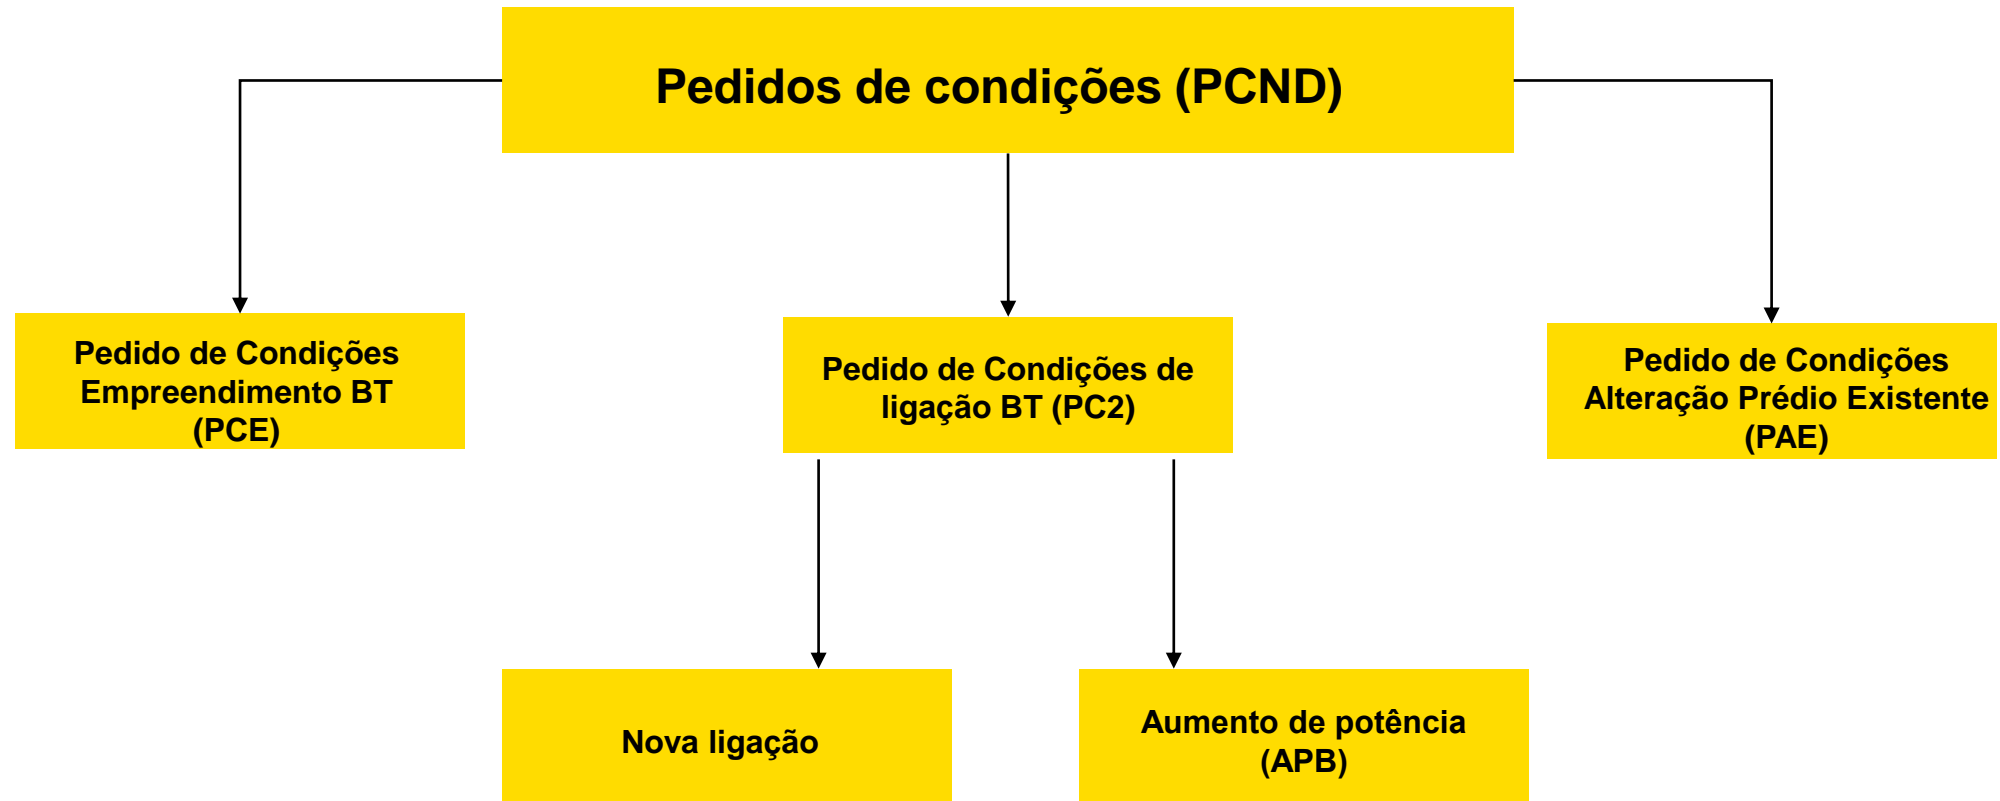 Pedidos de condições (PCND)
Pedido de Condições
Empreendimento BT
(PCE)
Pedido de Condições de
ligação BT (PC2)
Pedido de Condições
Alteração Prédio Existente
(PAE)
Nova ligação
Aumento de potência
(APB)